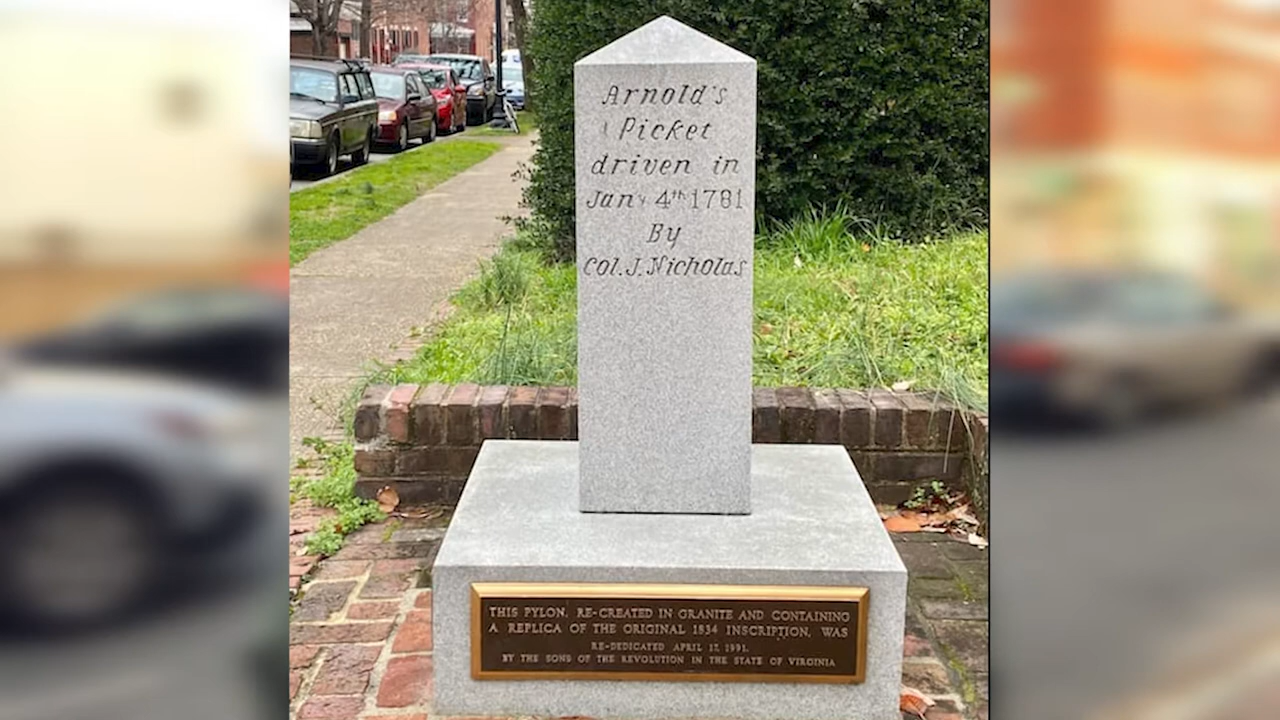 Arnold's
Picket
driven in
Jany 4th 1781
By
Col. J. Nicholas
THIS PYLON, RE-CREATED IN GRANITE AND CONTAINING
A REPLICA OF THE ORIGINAL 1834 INSCRIPTION, WAS
RE-DEDICATED APRIL 17, 1991,
BY THE SONS OF THE REVOLUTION IN THE STATE OF VIRGINIA